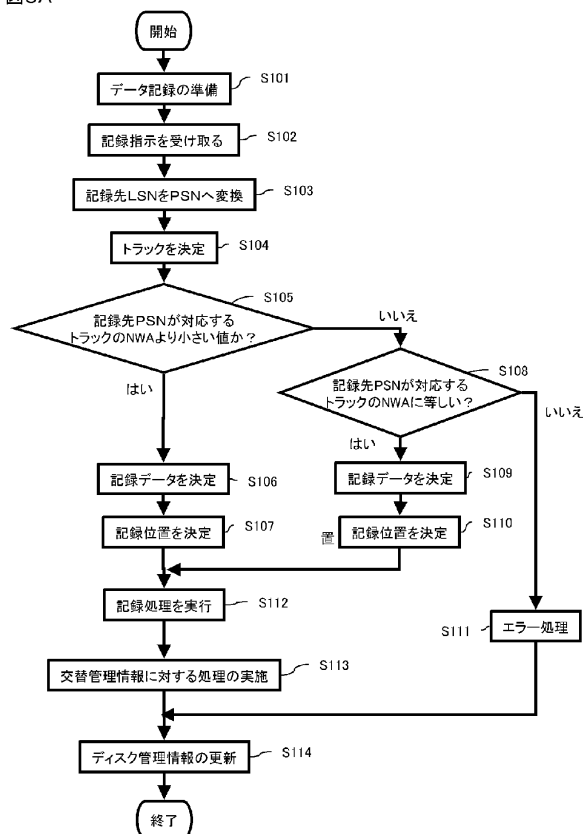 開始
データ記録の準備
S101
記録指示を受け取る
S102
記録先LSNをPSNへ変換
S103
トラックを決定
S104
S105
記録先PSNが対応する
トラックのNWAより小さい値か?
いいえ
はい
S108
記録先PSNが対応する
トラックのNWAに等しい?
いいえ
はい
記録データを決定
S106
記録データを決定
S109
記録位置を決定
S107
置
記録位置を決定
S110
記録処理を実行
S112
S111
エラー処理
交替管理情報に対する処理の実施
S113
ディスク管理情報の更新
S114
終了